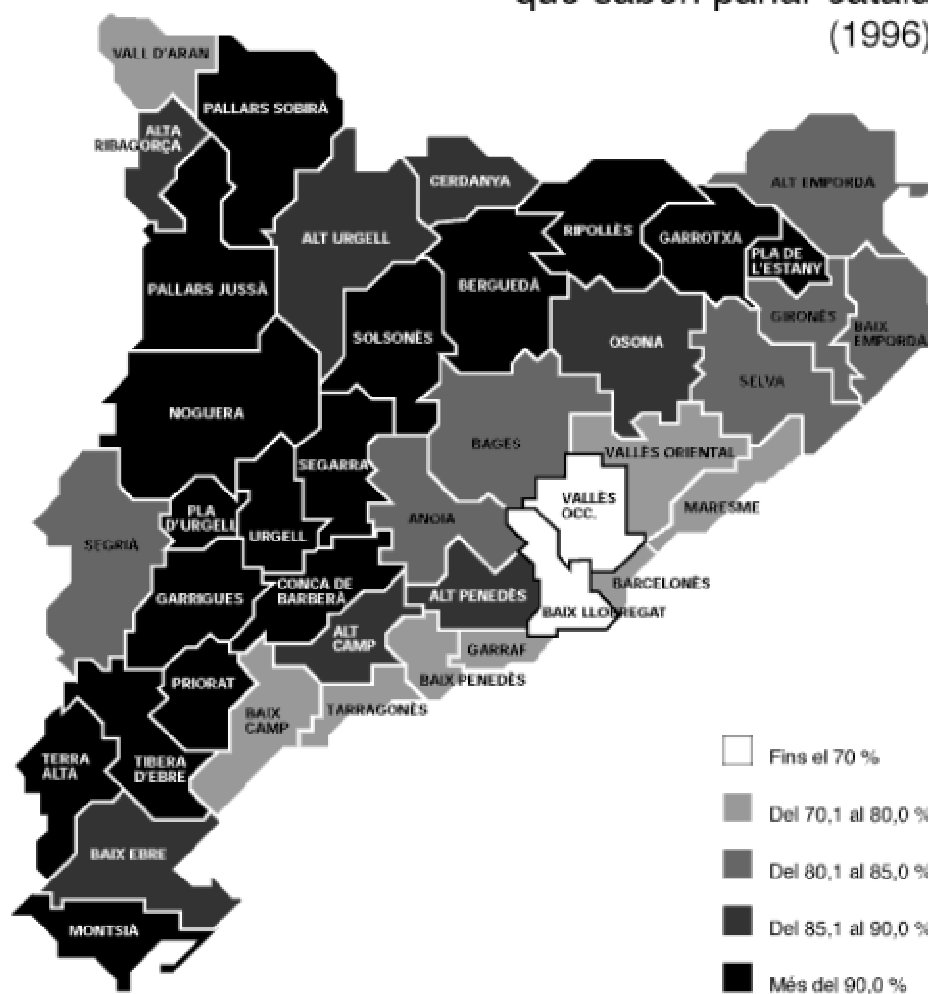 (1996)
VALL D'ARAN
PALLARS SOBIRÀ
ALTA
RIBAGORÇA
CERDANYA
ALT EMPORDÀ
ALT URGELL
RIPOLLÈS
GARROTXA
PLA DE
L'ESTANY
PALLARS JUSSÀ
BERGUEDÀ
SOLSONÈS
OSONA
GIRONÈS
BAIX
EMPORDÀ
SELVA
NOGUERA
BAGES
VALLÈS ORIENTAL
SEGARRA
VALLÈS
OCC.
MARESME
PLA
D'URGELL
URGELL
ANOIA
SEGRIÀ
BARCELONÈS
GARRIGUES
CONCA DE
BARBERÀ
ALT PENEDÈS
BAIX LLOBREGAT
ALT
CAMP
GARRAF
PRIORAT
BAIX PENEDÈS
BAIX
CAMP
TARRAGONÈS
TERRA
ALTA
TIBERA
D'EBRE
BAIX EBRE
MONTSIÀ
Fins el 70 %
Del 70,1 al 80,0 %
Del 80,1 al 85,0 %
Del 85,1 al 90,0 %
Més del 90,0 %